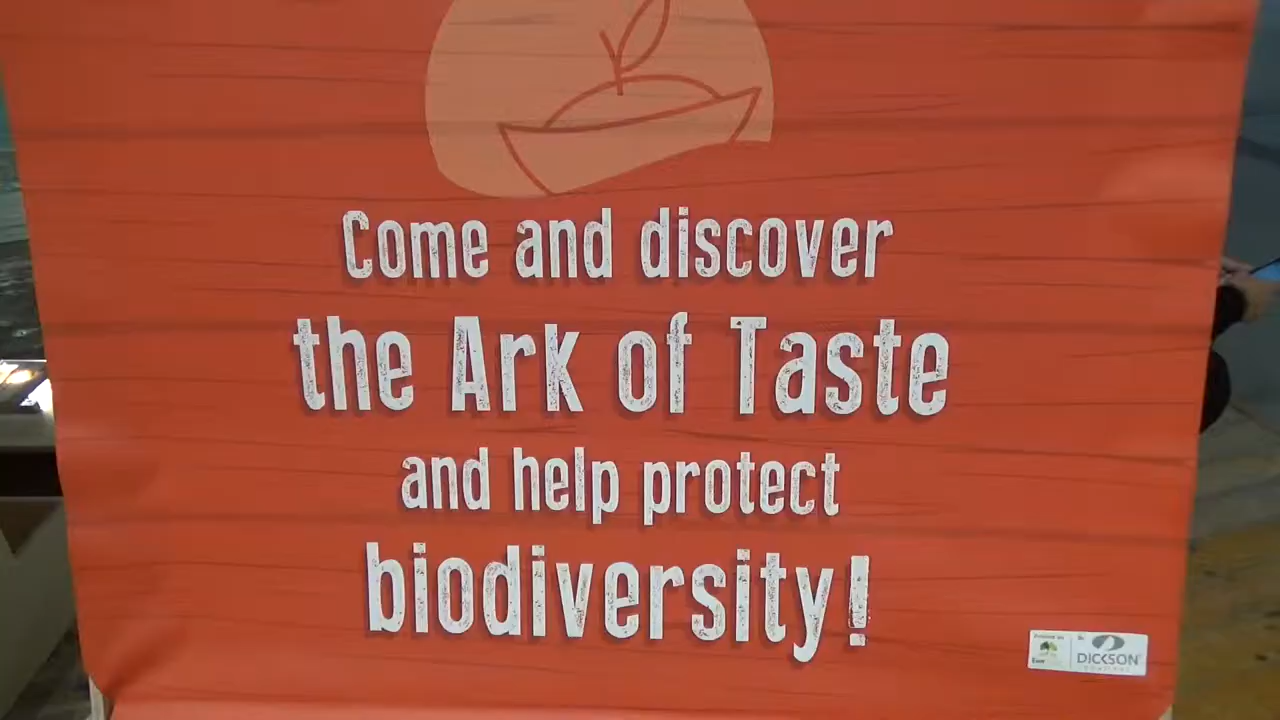 Come and discover
the Ark of Taste
and help protect
biodiversity!
DICKSON